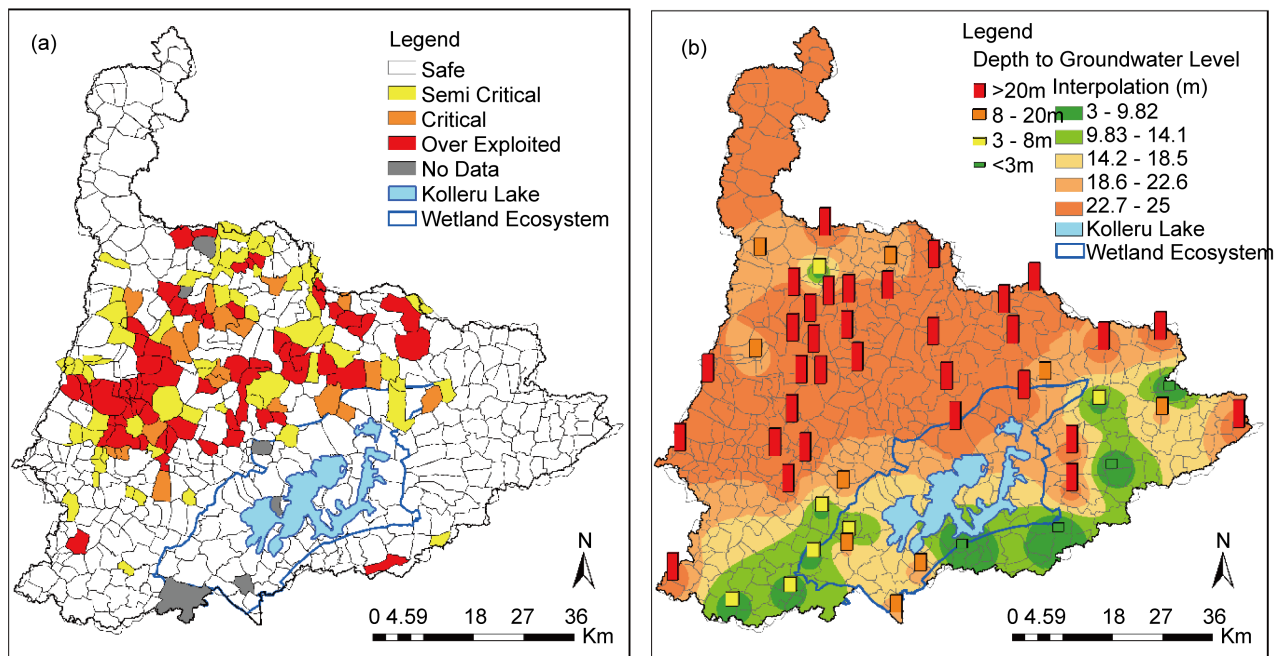 (a)
Legend
Safe
Semi Critical
Critical
Over Exploited
No Data
Kolleru Lake
Wetland Ecosystem
N
0 4.59 18 27 36
Km
(b)
Legend
Depth to Groundwater Level
>20m
8 - 20m
3 - 8m
<3m
Interpolation (m)
3 - 9.82
9.83 - 14.1
14.2 - 18.5
18.6 - 22.6
22.7 - 25
Kolleru Lake
Wetland Ecosystem
N
0 4.59 18 27 36
Km